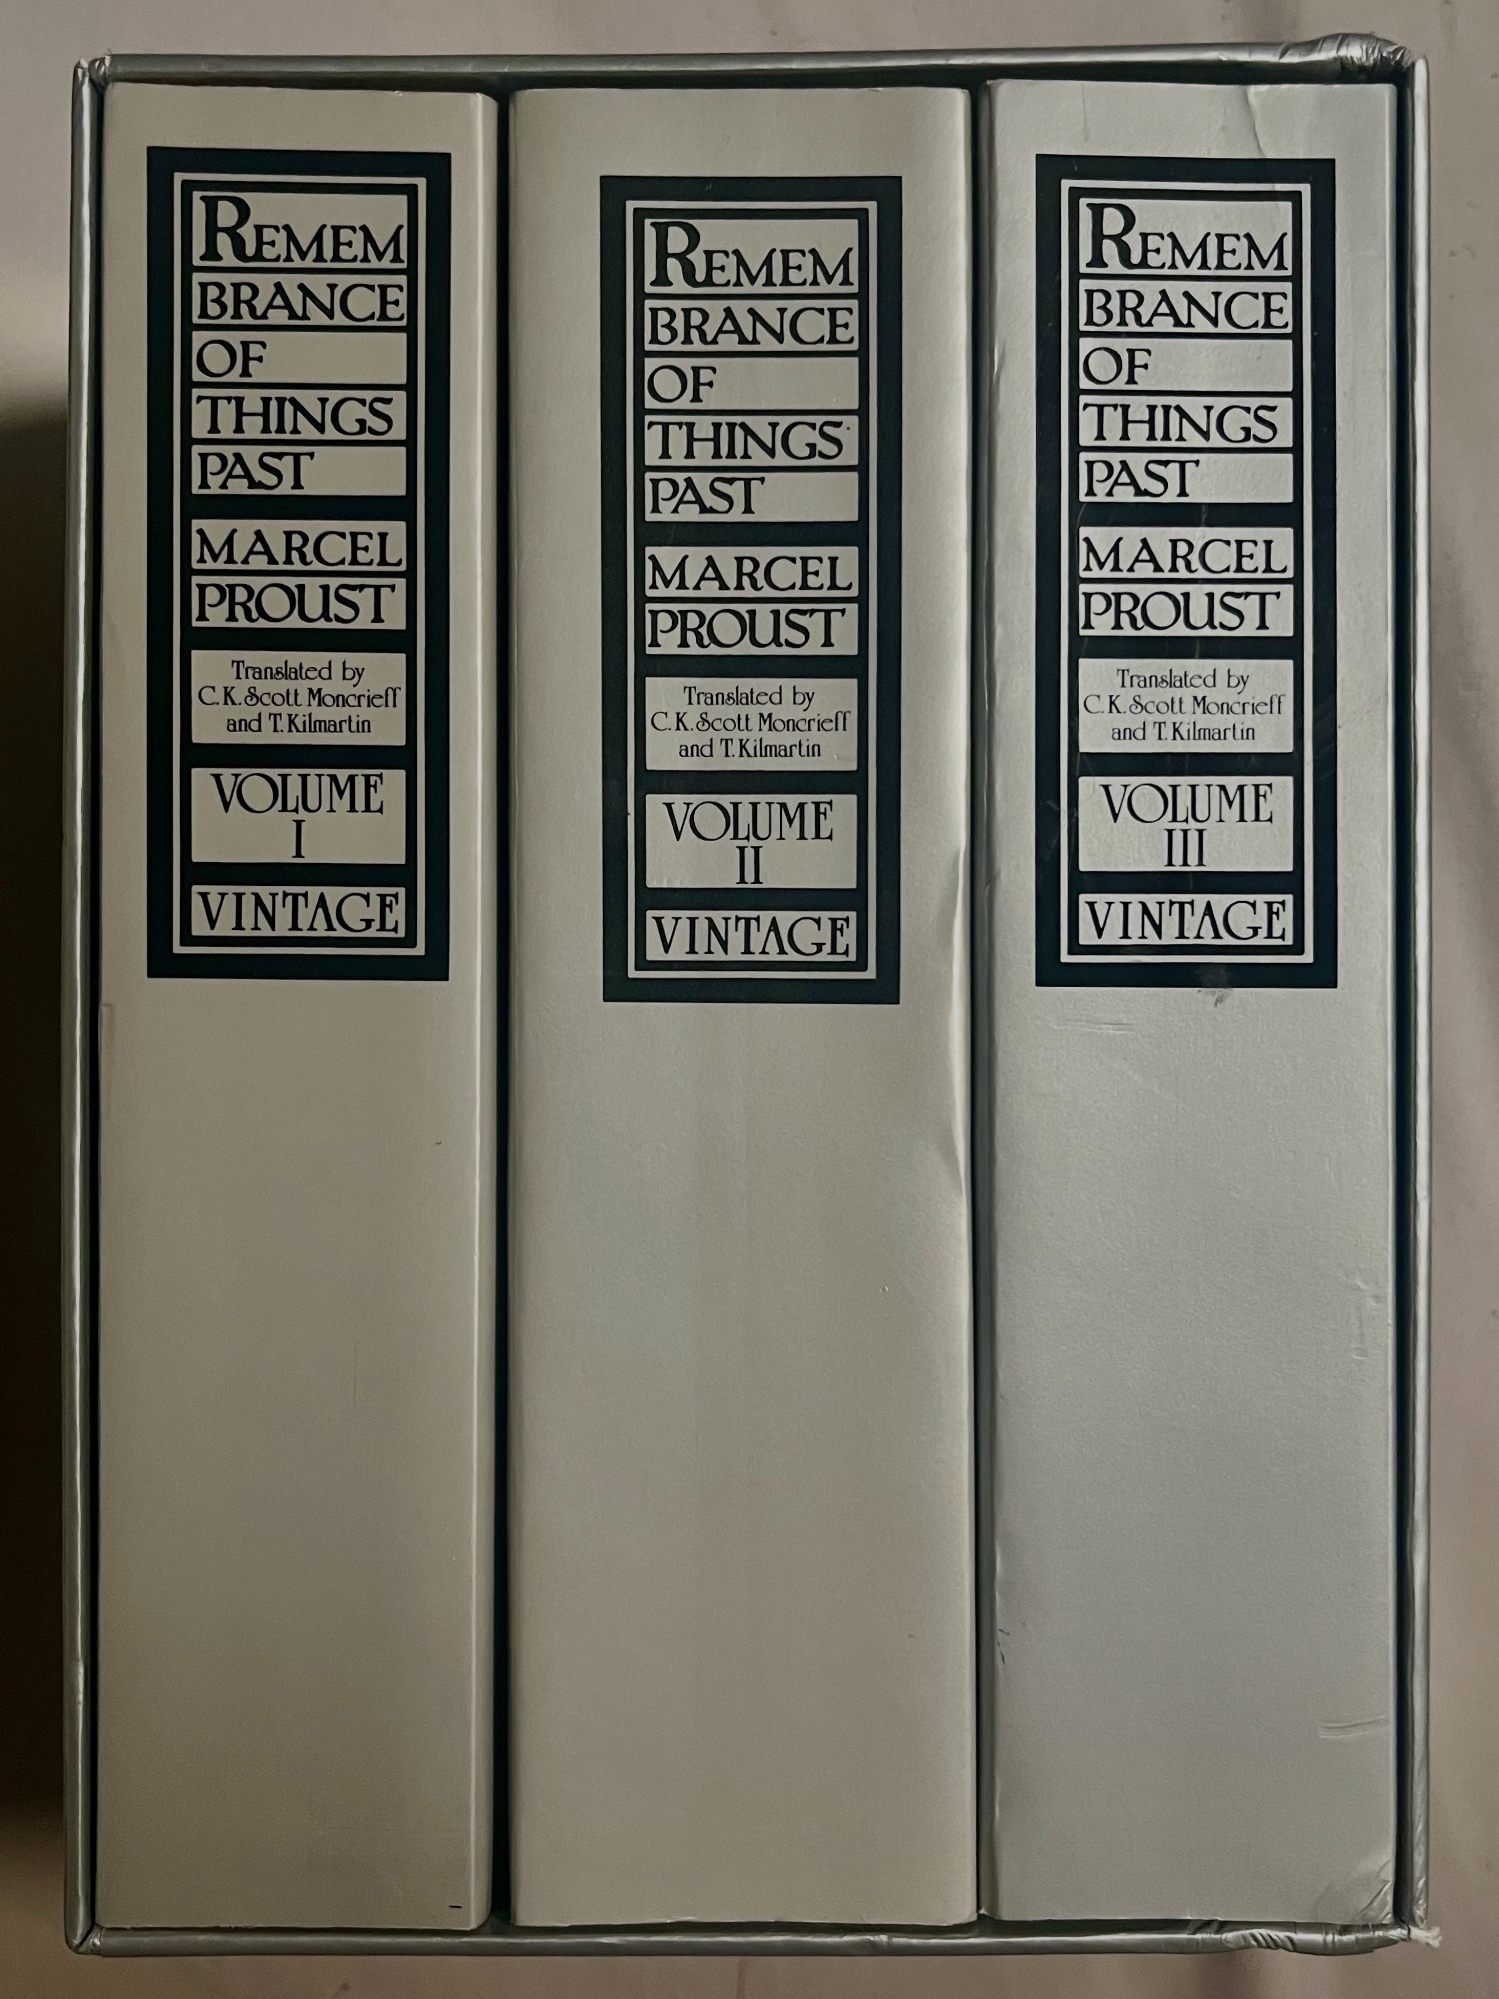 REMEM
BRANCE
OF
THINGS
PAST
MARCEL
PROUST
Translated by
C.K. Scott Moncrieff
and T. Kilmartin
VOLUME
I
VINTAGE
REMEM
BRANCE
OF
THINGS
PAST
MARCEL
PROUST
Translated by
C.K. Scott Moncrieff
and T. Kilmartin
VOLUME
II
VINTAGE
REMEM
BRANCE
OF
THINGS
PAST
MARCEL
PROUST
Translated by
C.K. Scott Moncrieff
and T. Kilmartin
VOLUME
III
VINTAGE